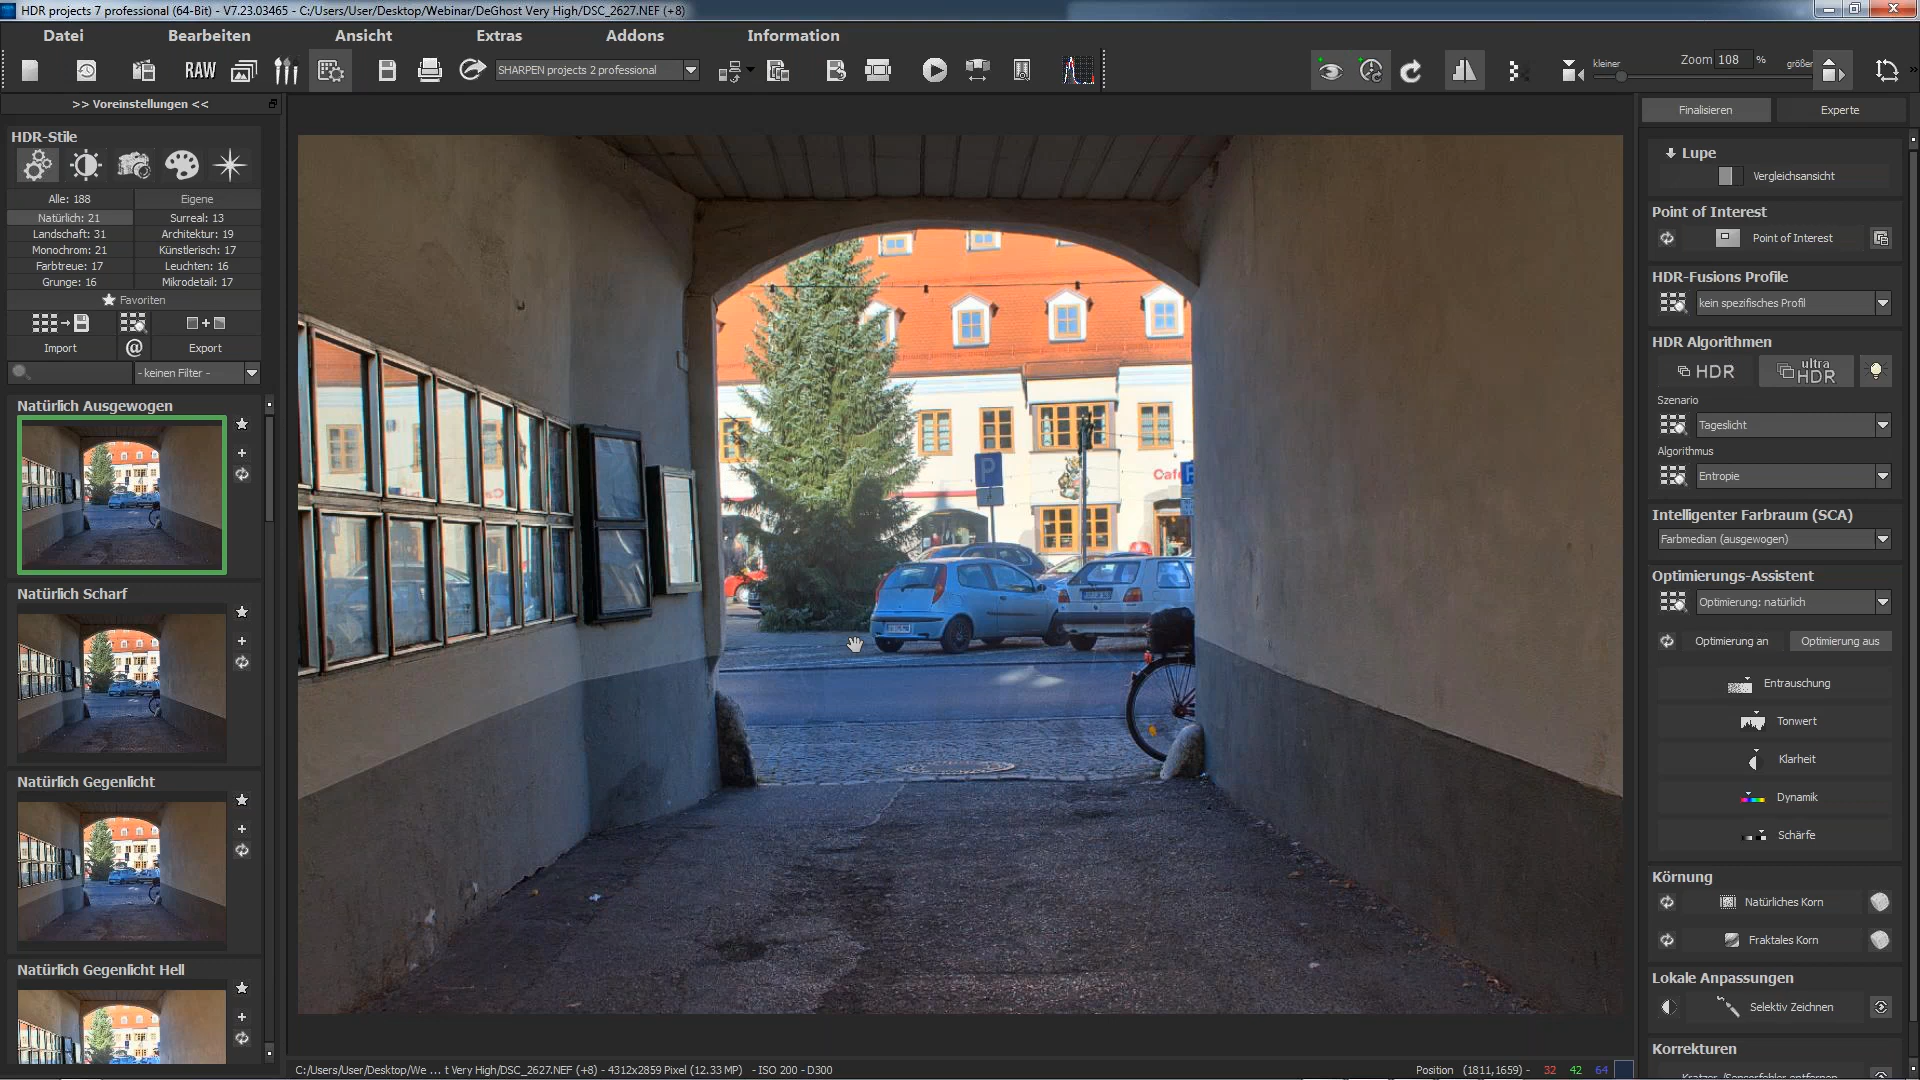 HDR projects 7 professional (64-Bit) - V7.23.03465 - C:/Users/User/Desktop/Webinar/DeGhost Very High/DSC_2627.NEF (+8)
Datei Bearbeiten Ansicht Extras Addons Information
RAW SHARPEN projects 2 professional kleiner Zoom 108 % größer
>> Voreinstellungen <<
HDR-Stile
Alle: 188 Eigene
Natürlich: 21 Surreal: 13
Landschaft: 31 Architektur: 19
Monochrom: 21 Künstlerisch: 17
Farbtreue: 17 Leuchten: 16
Grunge: 16 Mikrodetail: 17
Favoriten
Import @ Export
- keinen Filter -
Natürlich Ausgewogen
Natürlich Scharf
Natürlich Gegenlicht
Natürlich Gegenlicht Hell
P
Cafe
Finalisieren Experte
Lupe
Vergleichsansicht
Point of Interest
Point of Interest
HDR-Fusions Profile
kein spezifisches Profil
HDR Algorithmen
HDR ultra HDR
Szenario
Tageslicht
Algorithmus
Entropie
Intelligenter Farbraum (SCA)
Farbmedian (ausgewogen)
Optimierungs-Assistent
Optimierung: natürlich
Optimierung an Optimierung aus
Entrauschung
Tonwert
Klarheit
Dynamik
Schärfe
Körnung
Natürliches Korn
Fraktales Korn
Lokale Anpassungen
Selektiv Zeichnen
Korrekturen
Kratzer-/Sensorfehler entfernen
C:/Users/User/Desktop/We ... t Very High/DSC_2627.NEF (+8) - 4312x2859 Pixel (12.33 MP) - ISO 200 - D300 Position (1811,1659) - 32 42 64